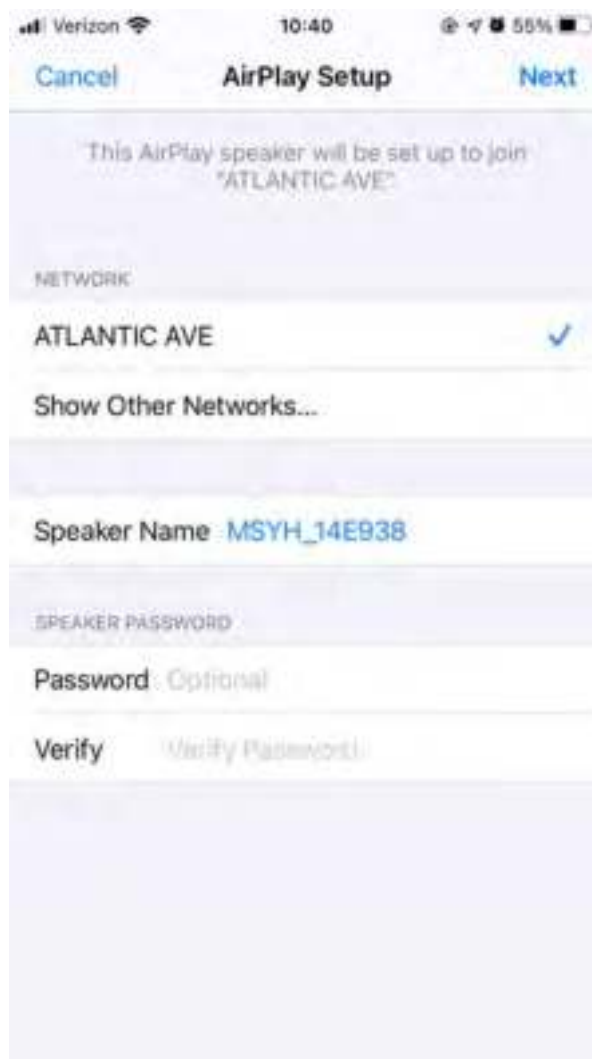 Verizon 10:40 55%
Cancel AirPlay Setup Next
This AirPlay speaker will be set up to join
"ATLANTIC AVE"
NETWORK
ATLANTIC AVE
Show Other Networks...
Speaker Name MSYH_14E938
SPEAKER PASSWORD
Password Optional
Verify Verify Password